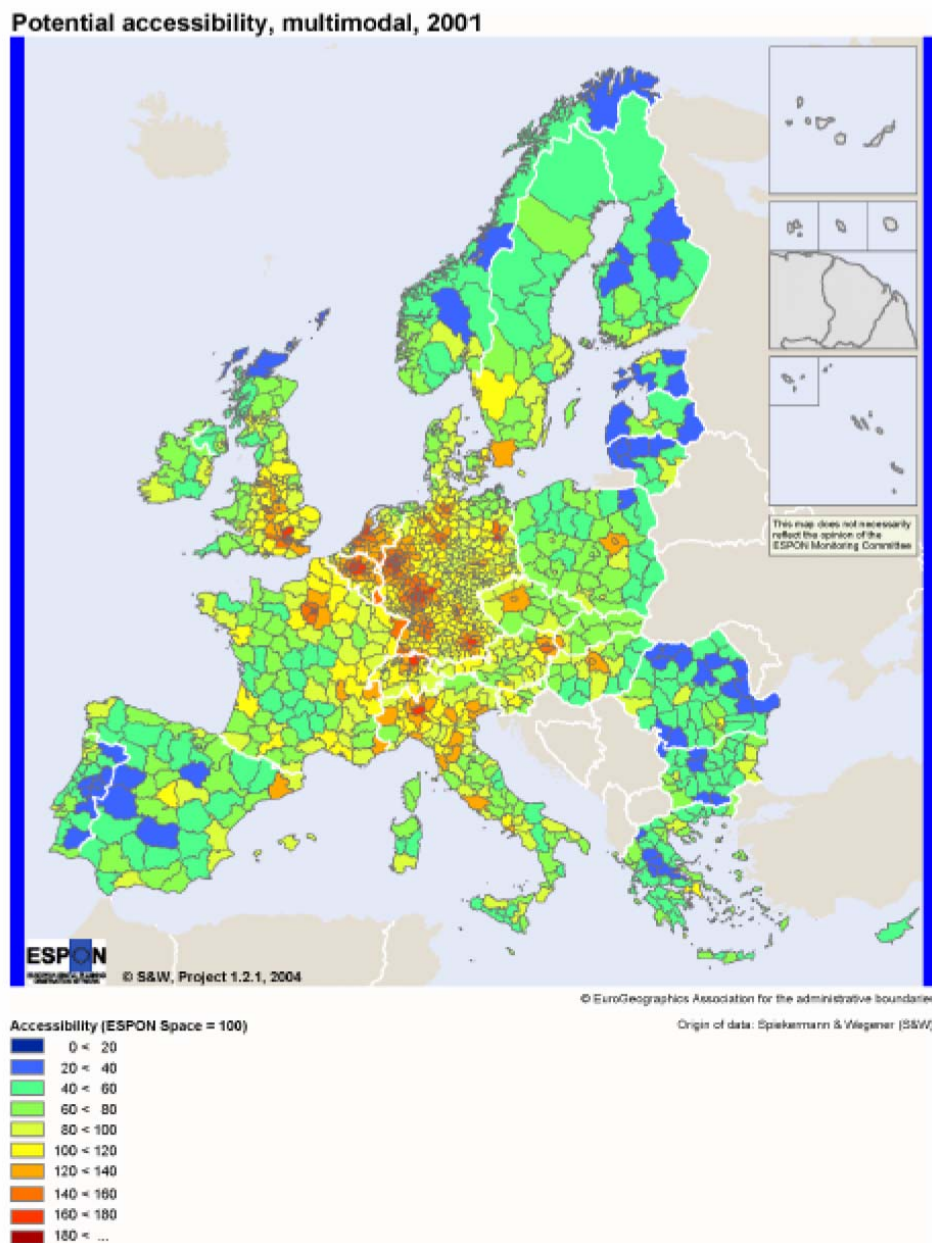 Potential accessibility, multimodal, 2001
This map does not necessarily
reflect the opinion of the
ESPON Monitoring Committee
ESPON
© S&W, Project 1.2.1, 2004
© EuroGeographics Association for the administrative boundaries
Origin of data: Spiekermann & Wegener (S&W)
Accessibility (ESPON Space = 100)
0 < 20
20 < 40
40 < 60
60 < 80
80 < 100
100 < 120
120 < 140
140 < 160
160 < 180
180 < ...